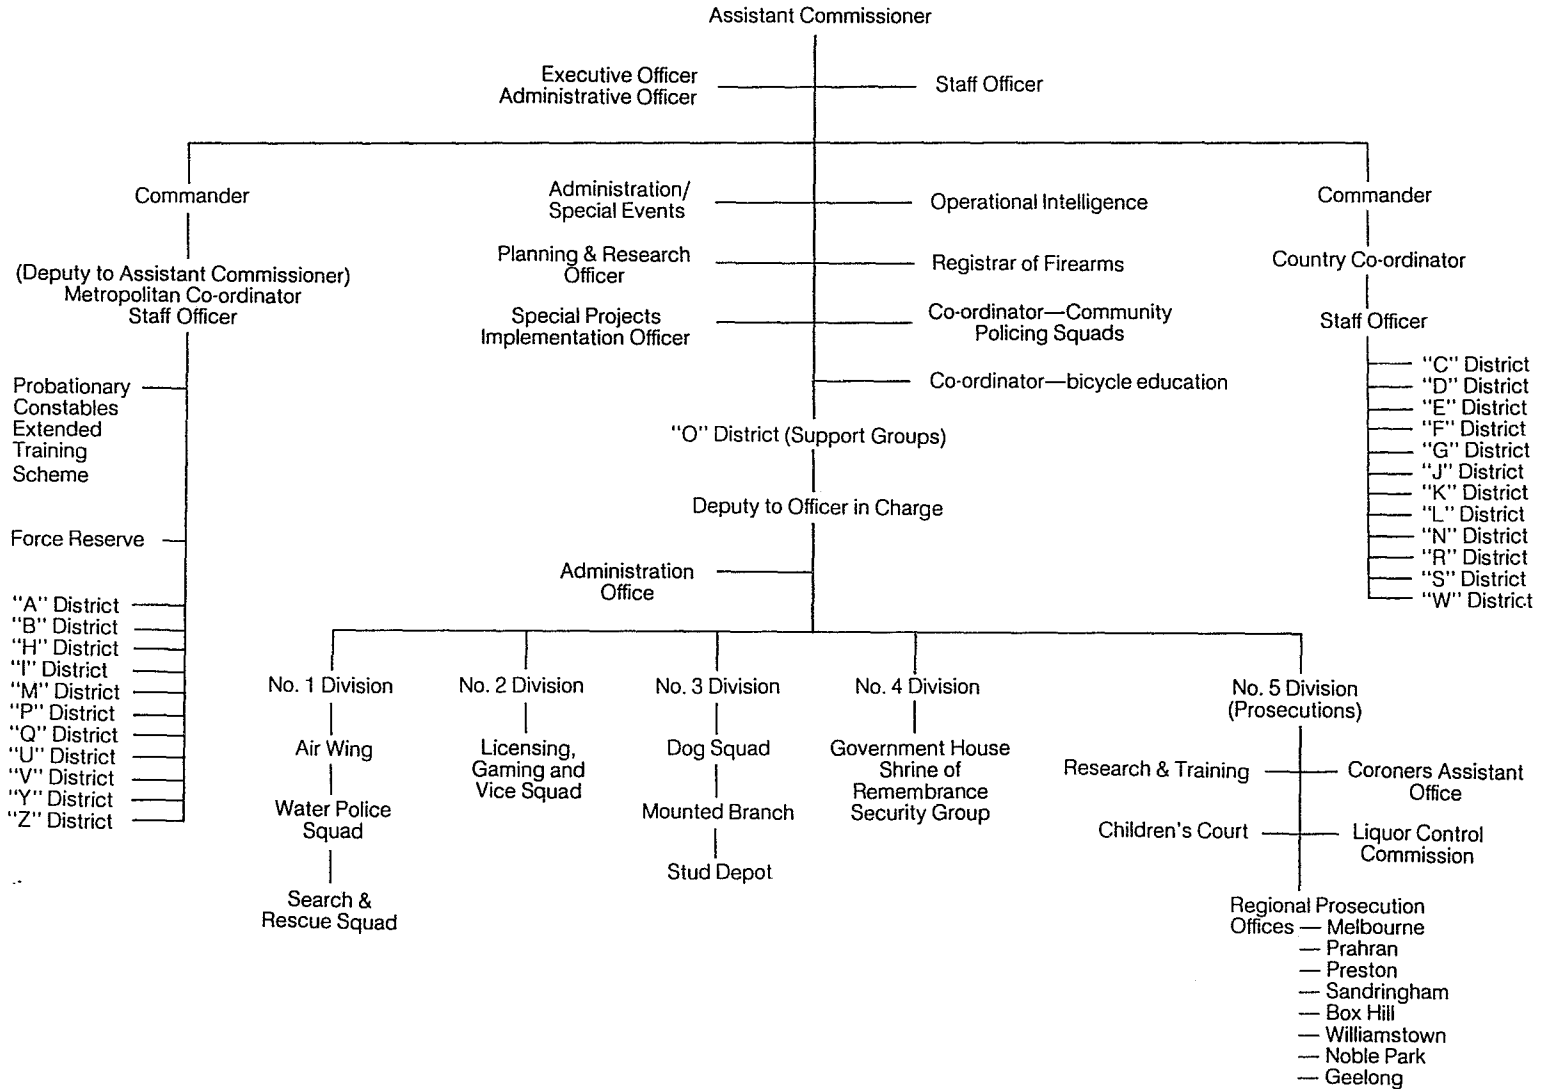 Assistant Commissioner
Executive Officer
Administrative Officer
Staff Officer
Commander
(Deputy to Assistant Commissioner)
Metropolitan Co-ordinator
Staff Officer
Probationary
Constables
Extended
Training
Scheme
Force Reserve
"A" District
"B" District
"H" District
"I" District
"M" District
"P" District
"Q" District
"U" District
"V" District
"Y" District
"Z" District
Administration/
Special Events
Operational Intelligence
Planning & Research
Officer
Registrar of Firearms
Special Projects
Implementation Officer
Co-ordinator—Community
Policing Squads
Co-ordinator—bicycle education
"O" District (Support Groups)
Deputy to Officer in Charge
Administration
Office
No. 1 Division
Air Wing
Water Police
Squad
Search &
Rescue Squad
No. 2 Division
Licensing,
Gaming and
Vice Squad
No. 3 Division
Dog Squad
Mounted Branch
Stud Depot
No. 4 Division
Government House
Shrine of
Remembrance
Security Group
No. 5 Division
(Prosecutions)
Research & Training
Coroners Assistant
Office
Children's Court
Liquor Control
Commission
Regional Prosecution
Offices — Melbourne
— Prahran
— Preston
— Sandringham
— Box Hill
— Williamstown
— Noble Park
— Geelong
Commander
Country Co-ordinator
Staff Officer
"C" District
"D" District
"E" District
"F" District
"G" District
"J" District
"K" District
"L" District
"N" District
"R" District
"S" District
"W" District